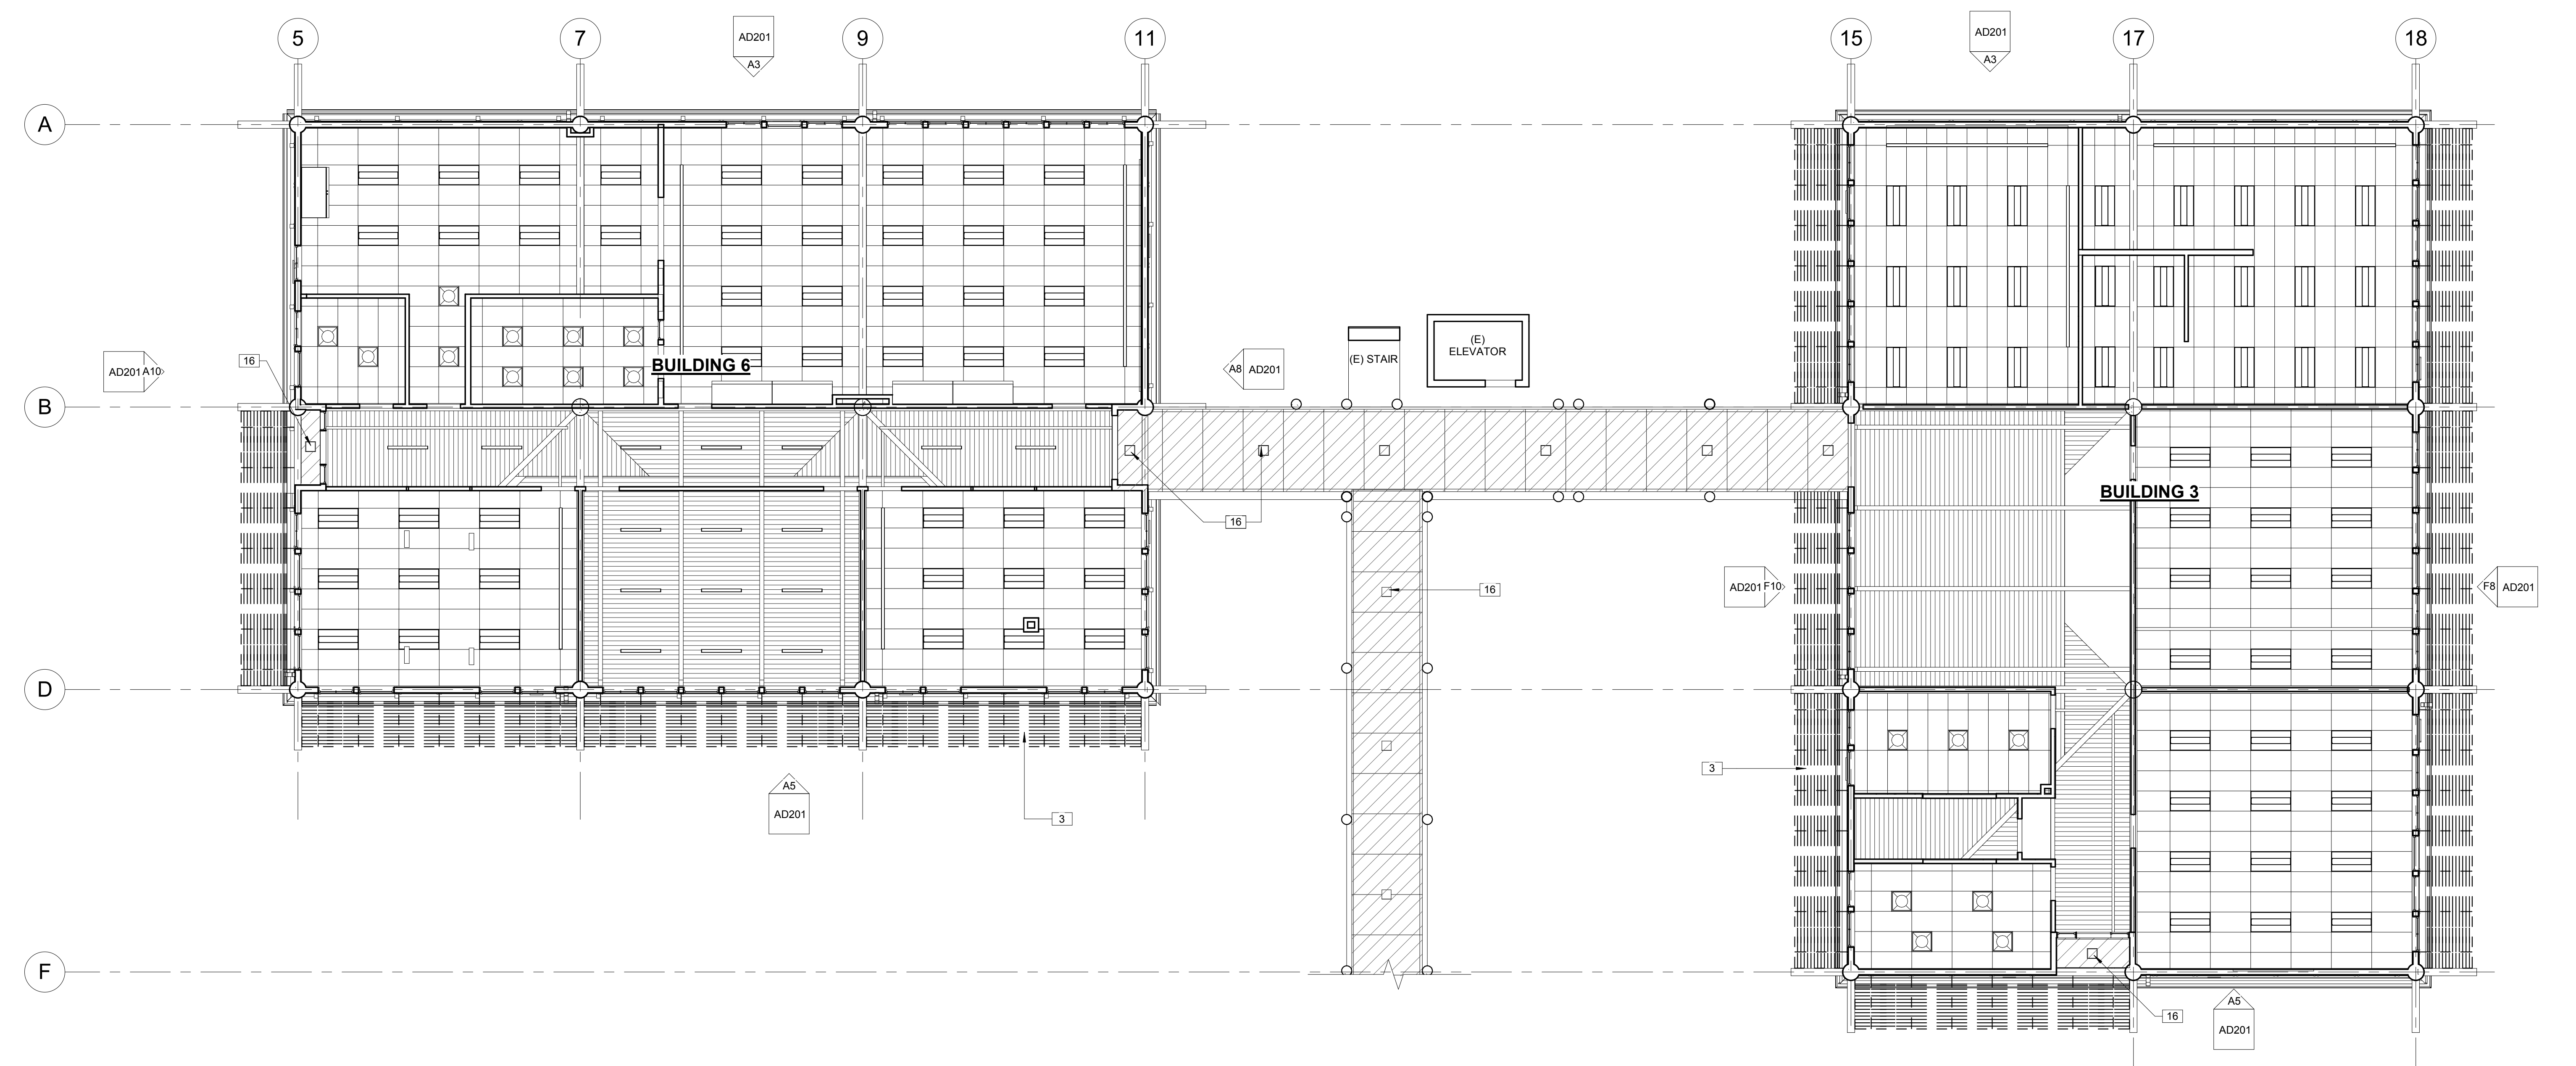 5
7
9
11
15
17
18
AD201
A3
AD201
A3
A
B
D
F
AD201 A10
16
BUILDING 6
A8 AD201
(E) STAIR
(E)
ELEVATOR
16
16
BUILDING 3
AD201 F10
F8 AD201
3
A5
AD201
3
16
A5
AD201